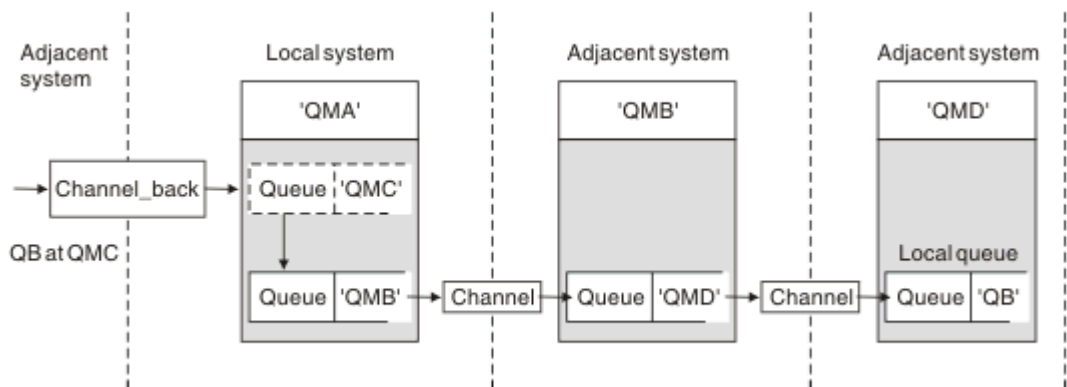 Adjacent
system
Local system
Adjacent system
Adjacent system
'QMA'
'QMB'
'QMD'
Channel_back
Queue 'QMC'
QB at QMC
Local queue
Queue 'QMB'
Channel
Queue 'QMD'
Channel
Queue 'QB'